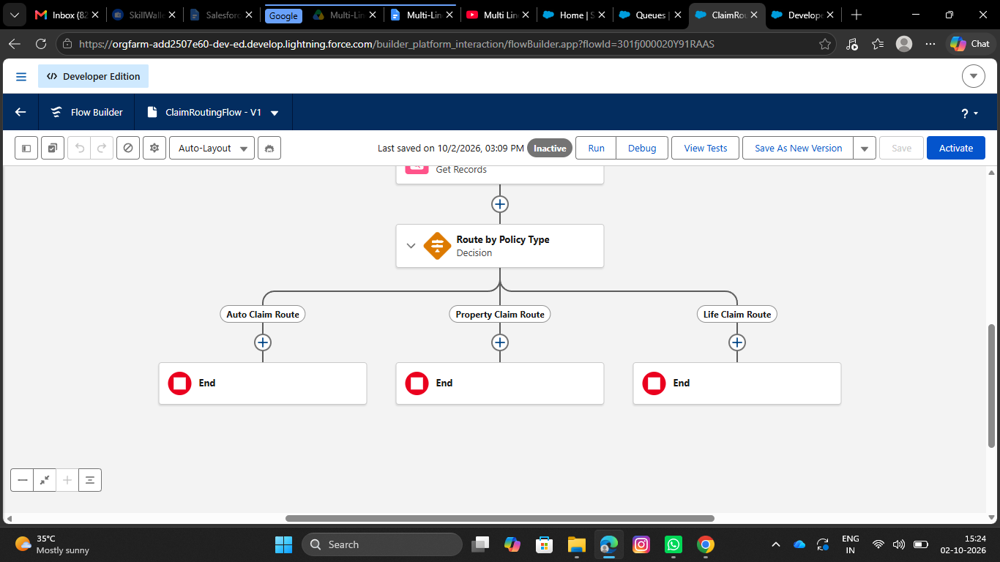 Inbox (82
SkillWalle
Salesforc
Google
Multi-Lin
Multi-Line
Multi Line
Home | S
Queues |
ClaimRou
Develope
https://orgfarm-add2507e60-dev-ed.develop.lightning.force.com/builder_platform_interaction/flowBuilder.app?flowId=301fj000020Y91RAAS
Chat
Developer Edition
Flow Builder
ClaimRoutingFlow - V1
?
Auto-Layout
Last saved on 10/2/2026, 03:09 PM
Inactive
Run
Debug
View Tests
Save As New Version
Save
Activate
Get Records
Route by Policy Type
Decision
Auto Claim Route
Property Claim Route
Life Claim Route
End
End
End
35°C
Mostly sunny
Search
ENG
IN
15:24
02-10-2026